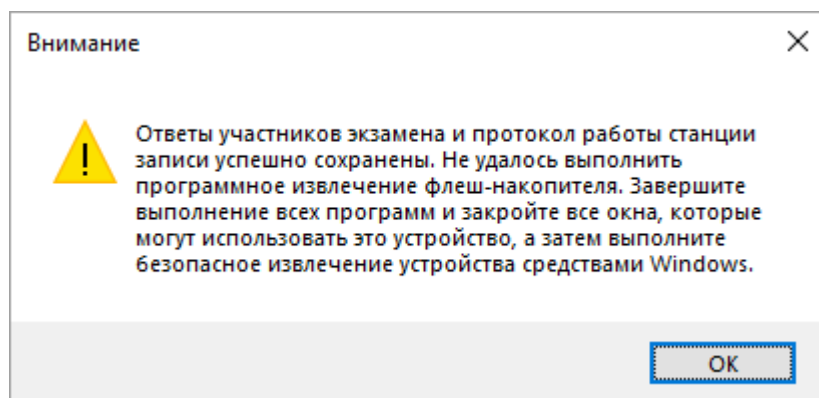 Внимание
Ответы участников экзамена и протокол работы станции
записи успешно сохранены. Не удалось выполнить
программное извлечение флеш-накопителя. Завершите
выполнение всех программ и закройте все окна, которые
могут использовать это устройство, а затем выполните
безопасное извлечение устройства средствами Windows.
ОК